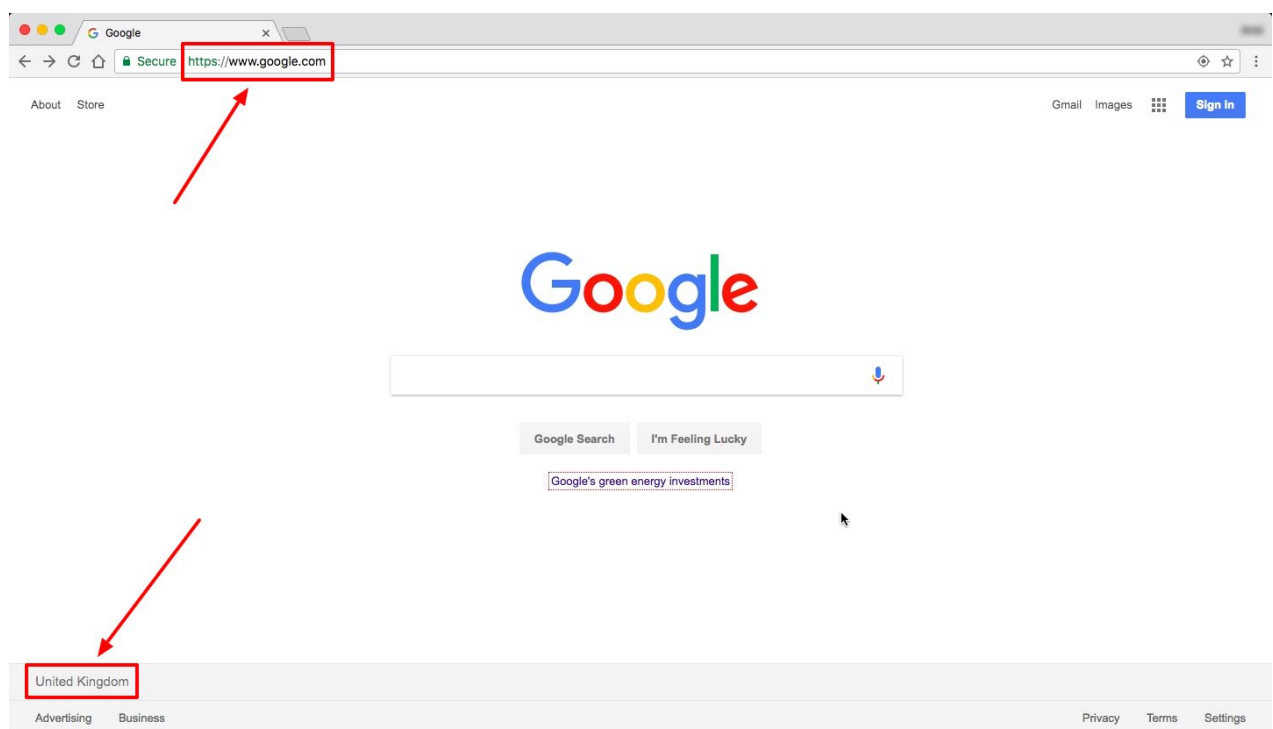 Google
Secure https://www.google.com
About Store Gmail Images Sign in
Google
Google Search I'm Feeling Lucky
Google's green energy investments
United Kingdom
Advertising Business Privacy Terms Settings